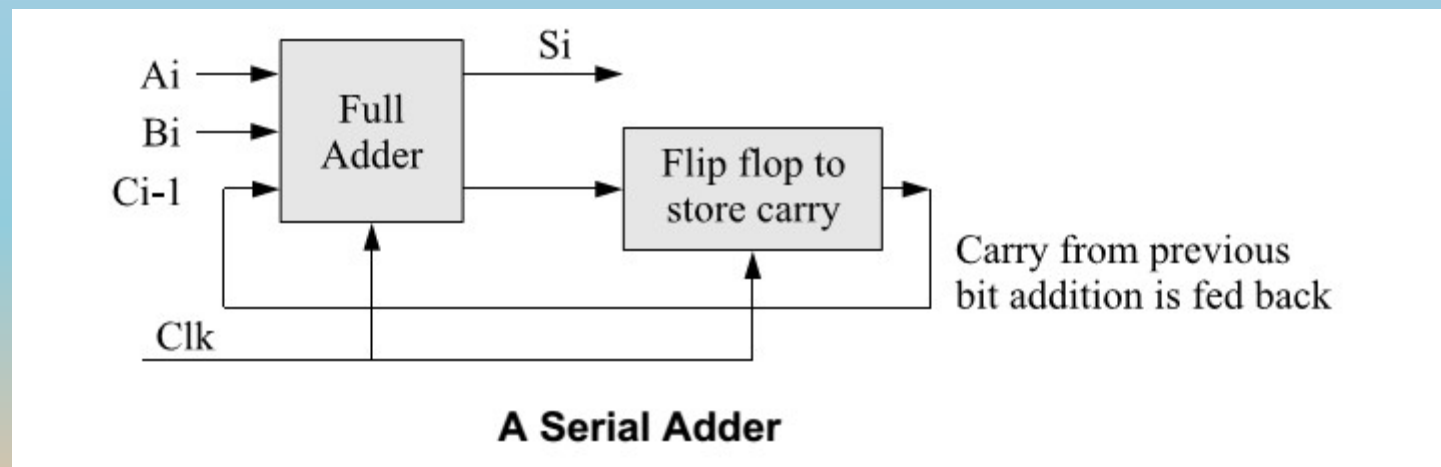 Si
Ai
Full
Adder
Bi
Flip flop to
store carry
Ci-1
Carry from previous
bit addition is fed back
Clk
A Serial Adder